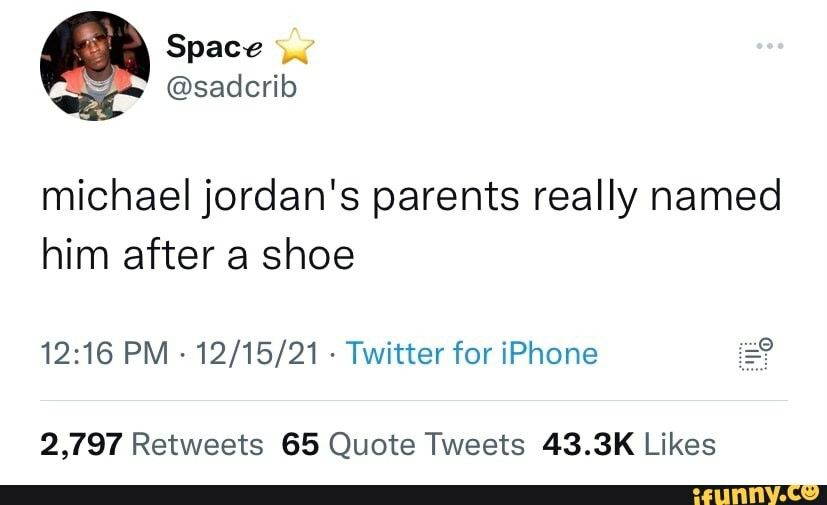 Space ⭐
@sadcrib
michael jordan's parents really named
him after a shoe
12:16 PM · 12/15/21 · Twitter for iPhone
2,797 Retweets 65 Quote Tweets 43.3K Likes
ifunny.co